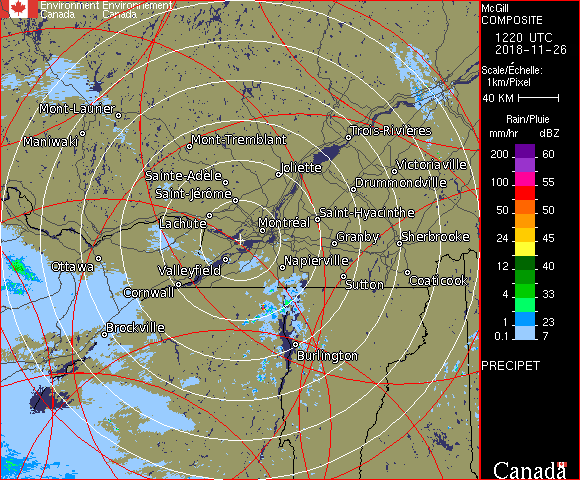 Environment Environnement
Canada Canada
McGill
COMPOSITE
1220 UTC
2018-11-26
Scale/Échelle:
1km/Pixel
40 KM
Rain/Pluie
mm/hr dBZ
200 60
55
100 55
50 50
24 45
30
12 40
4 33
1 23
0.1 7
PRECIPET
Canada
Mont-Laurier
Maniwaki
Mont-Tremblant
Trois-Rivières
Joliette
Victoriaville
Sainte-Adèle
Drummondville
Saint-Jérôme
Lachute
Saint-Hyacinthe
Montréal
Granby
Sherbrooke
Ottawa
Valleyfield
Napierville
Cornwall
Sutton
Coaticook
Brockville
Burlington